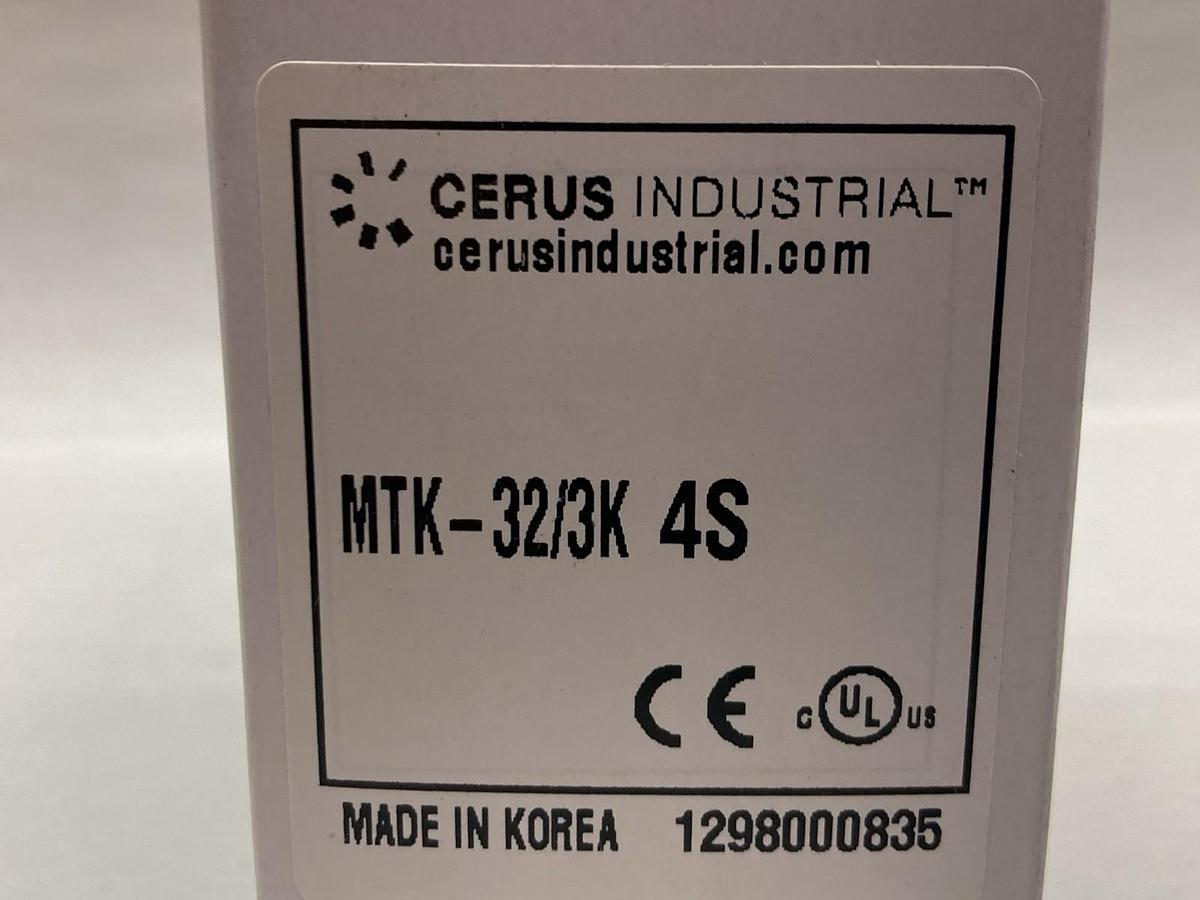 CERUS INDUSTRIAL™
cerusindustrial.com
MTK-32/3K 4S
CE c UL us
MADE IN KOREA 1298000835